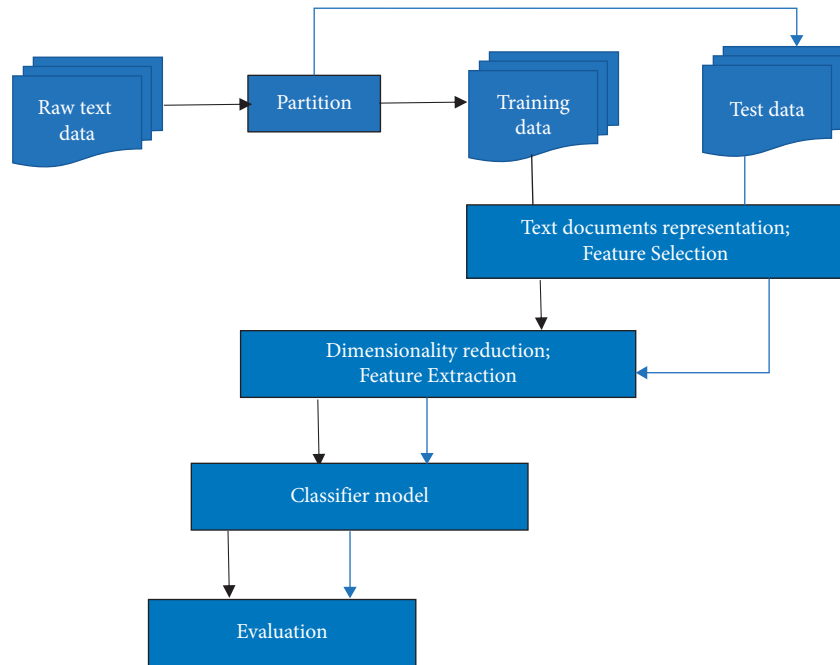 Raw text
data
Partition
Training
data
Test data
Text documents representation;
Feature Selection
Dimensionality reduction;
Feature Extraction
Classifier model
Evaluation